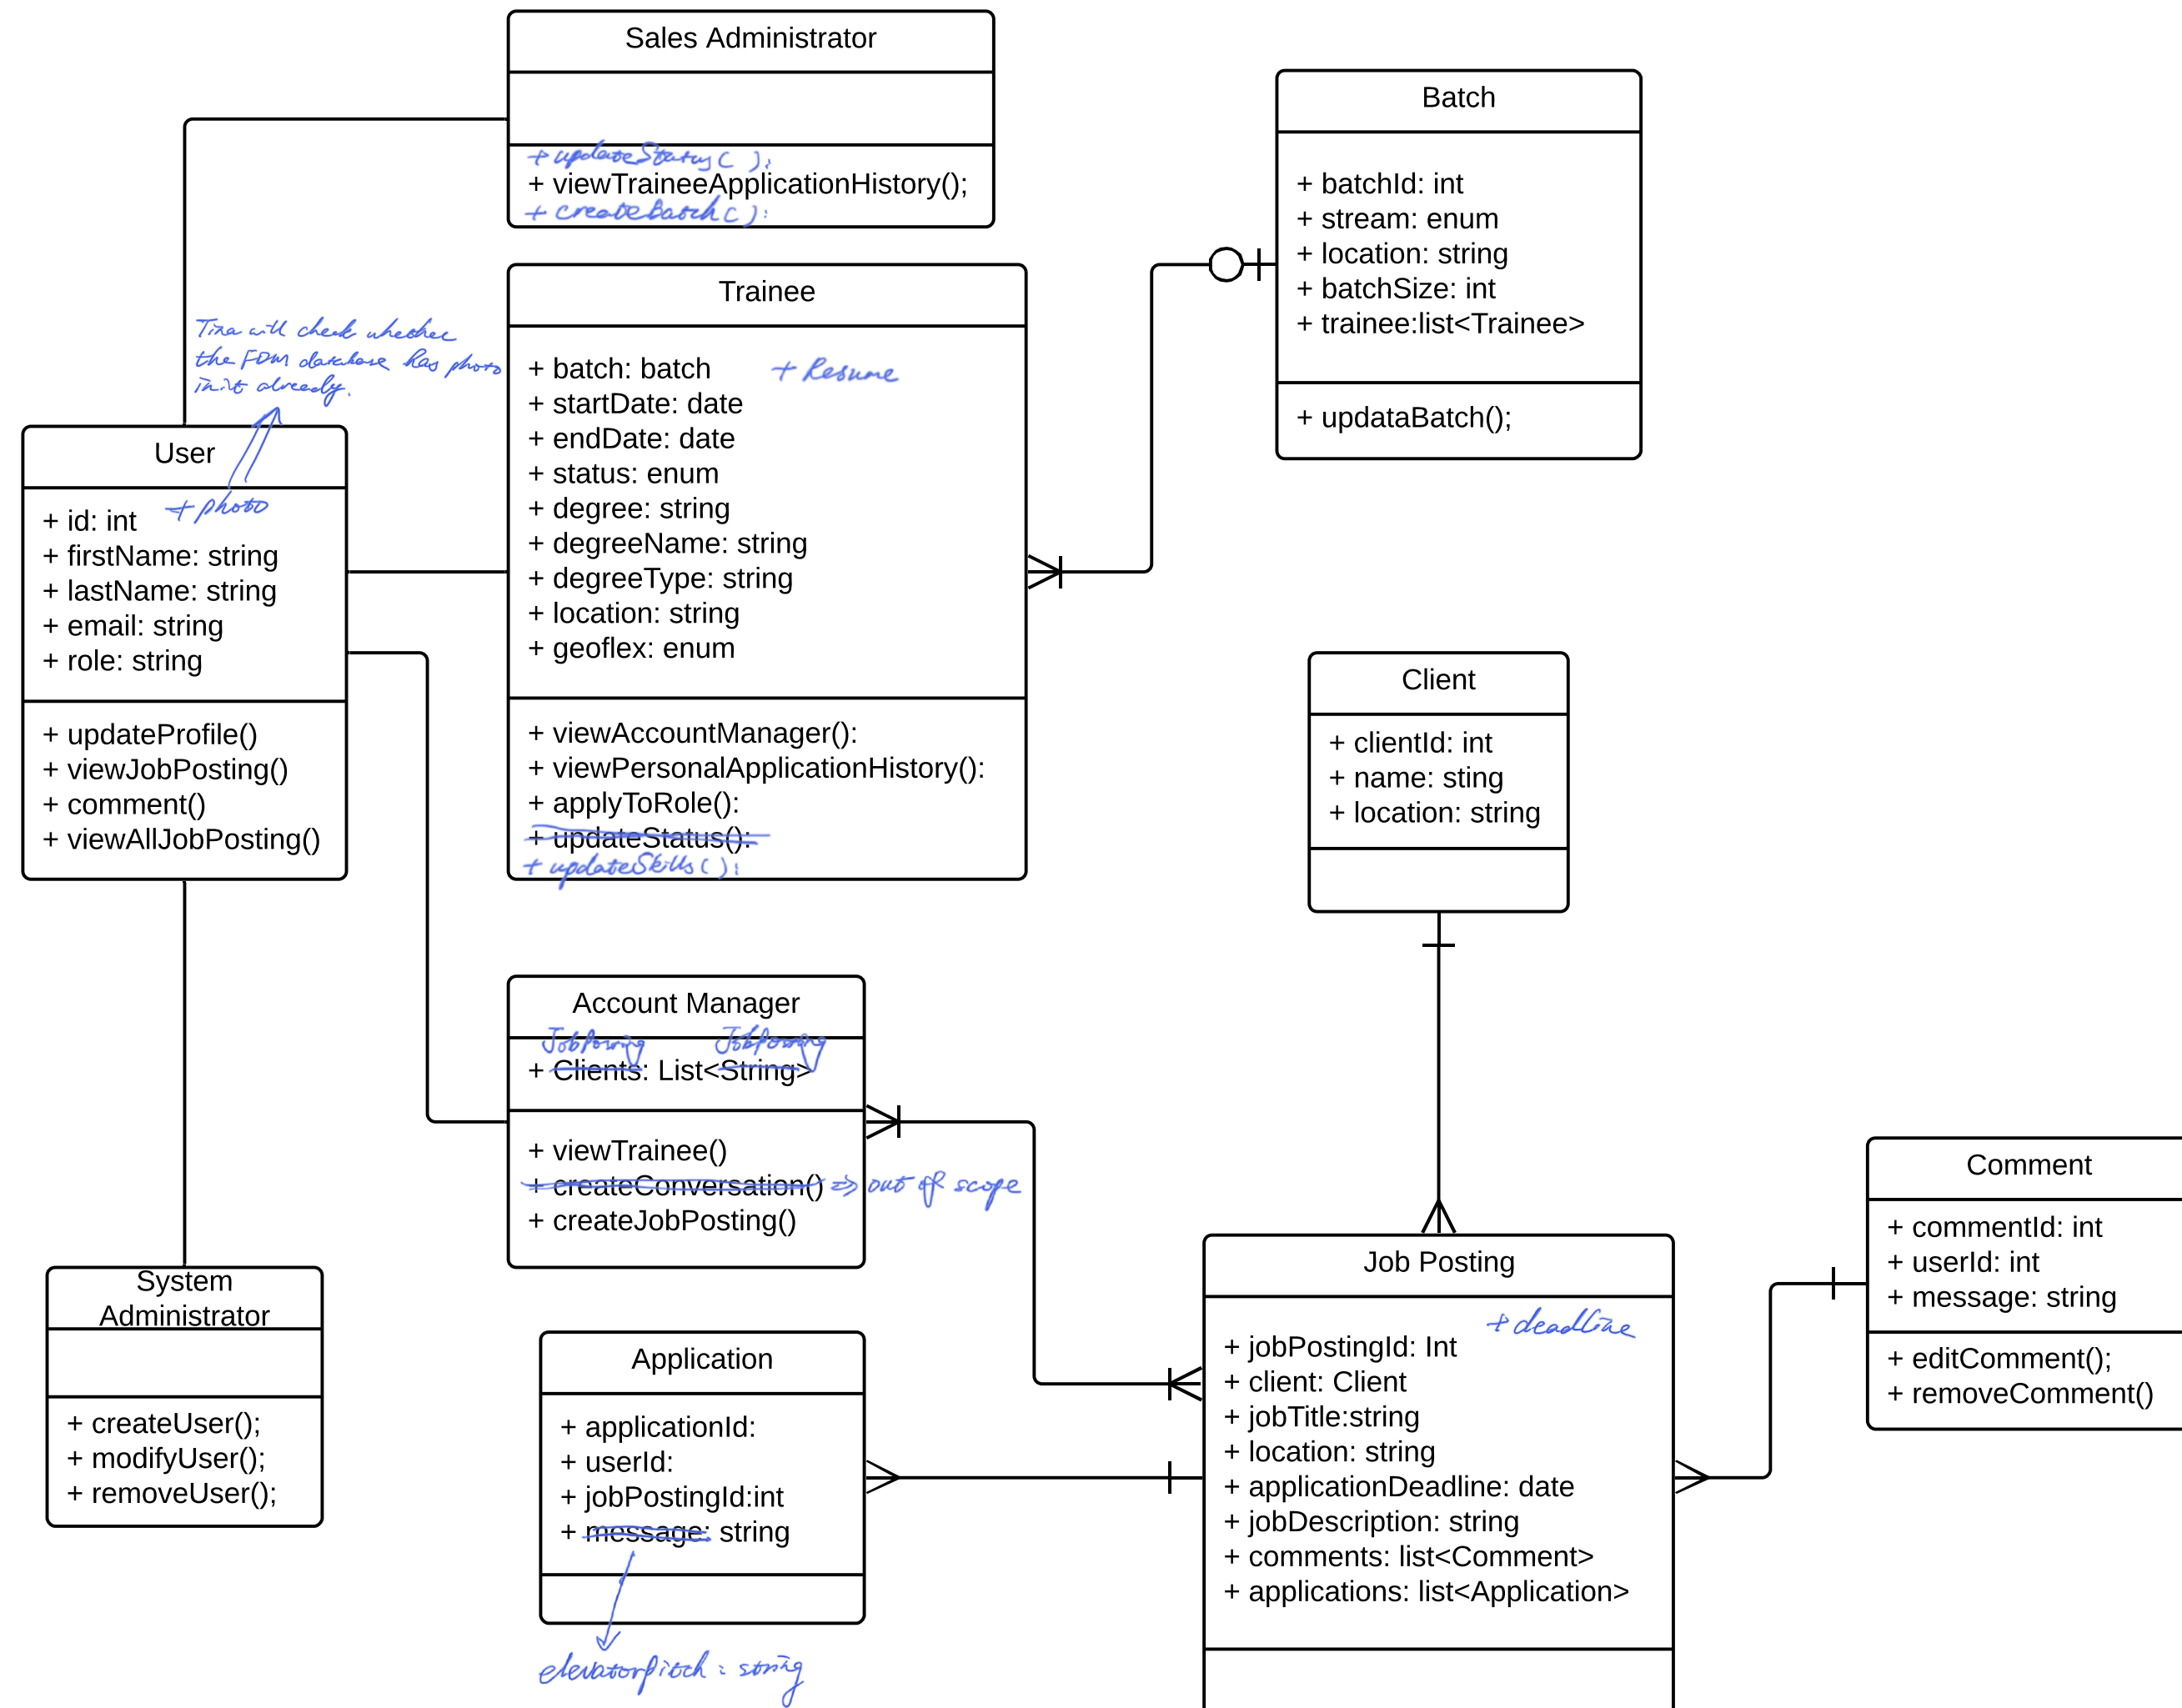 Sales Administrator
+ updateStatus():
+ viewTraineeApplicationHistory();
+ createBatch():
Batch
+ batchId: int
+ stream: enum
+ location: string
+ batchSize: int
+ trainee:list<Trainee>
+ updataBatch();
Tina will check whether
the FDM database has photo
in it already.
User
+ photo
+ id: int
+ firstName: string
+ lastName: string
+ email: string
+ role: string
+ updateProfile()
+ viewJobPosting()
+ comment()
+ viewAllJobPosting()
Trainee
+ batch: batch
+ Resume
+ startDate: date
+ endDate: date
+ status: enum
+ degree: string
+ degreeName: string
+ degreeType: string
+ location: string
+ geoflex: enum
+ viewAccountManager():
+ viewPersonalApplicationHistory():
+ applyToRole():
+ updateStatus():
+ updateSkills():
Client
+ clientId: int
+ name: sting
+ location: string
Account Manager
JobPosting JobPosting
+ Clients: List<String>
+ viewTrainee()
+ createConversation() => out of scope
+ createJobPosting()
System
Administrator
+ createUser();
+ modifyUser();
+ removeUser();
Application
+ applicationId:
+ userId:
+ jobPostingId:int
+ message: string
elevatorPitch: string
Job Posting
+ deadline
+ jobPostingId: Int
+ client: Client
+ jobTitle:string
+ location: string
+ applicationDeadline: date
+ jobDescription: string
+ comments: list<Comment>
+ applications: list<Application>
Comment
+ commentId: int
+ userId: int
+ message: string
+ editComment();
+ removeComment()